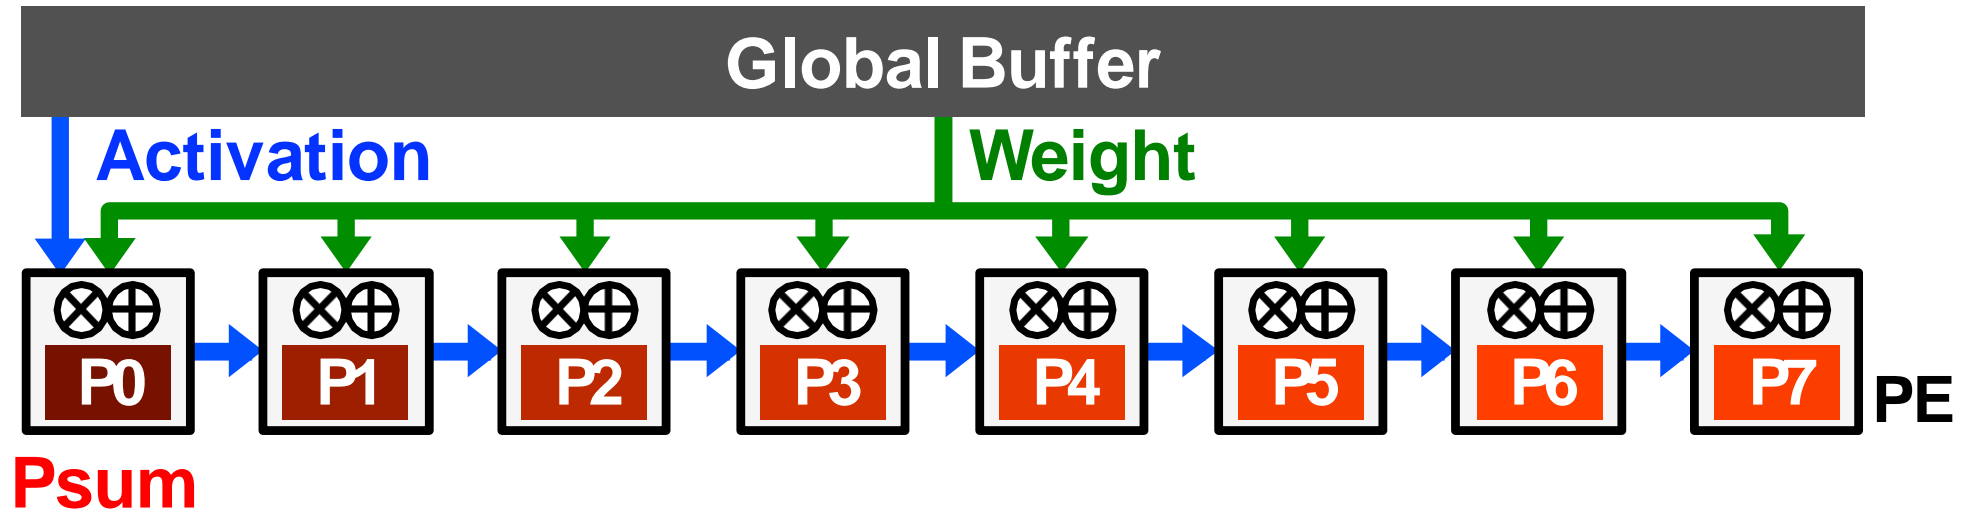 Global Buffer
Activation
Weight
P0 P1 P2 P3 P4 P5 P6 P7
PE
Psum